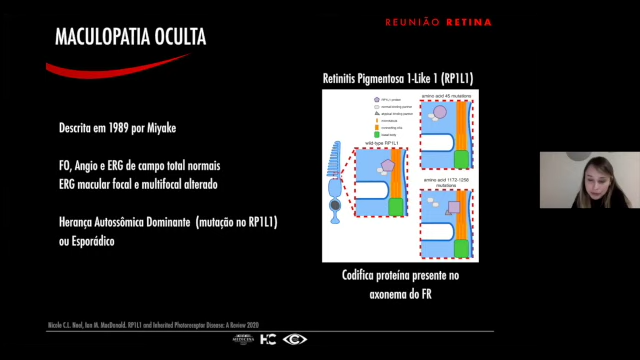 REUNIÃO RETINA
MACULOPATIA OCULTA
Retinitis Pigmentosa 1-Like 1 (RP1L1)
Descrita em 1989 por Miyake
FO, Angio e ERG de campo total normais
ERG macular focal e multifocal alterado
Herança Autossômica Dominante (mutação no RP1L1)
ou Esporádico
amino acid 45 mutations
wild-type RP1L1
amino acid 1172-1250
mutations
Codifica proteína presente no
axonema do FR
Nicole C.L. Noel, Ian M. MacDonald. RP1L1 and Inherited Photoreceptor Disease: A Review 2020
MEDICINA
HC